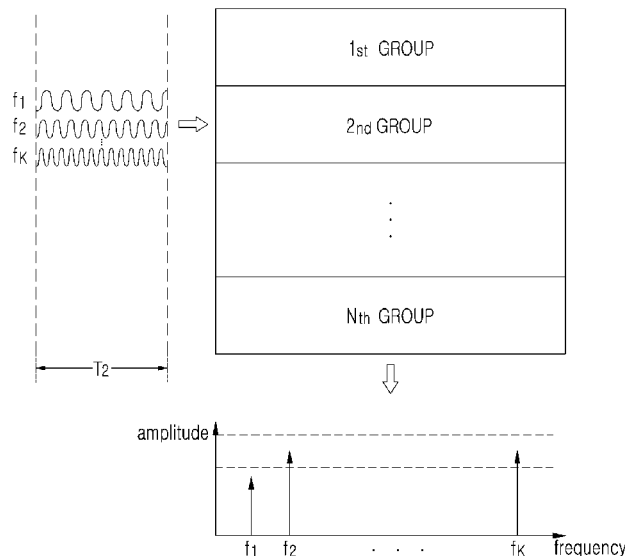 1st GROUP
f1
f2
2nd GROUP
fK
Nth GROUP
T2
amplitude
f1 f2 . . . fK frequency